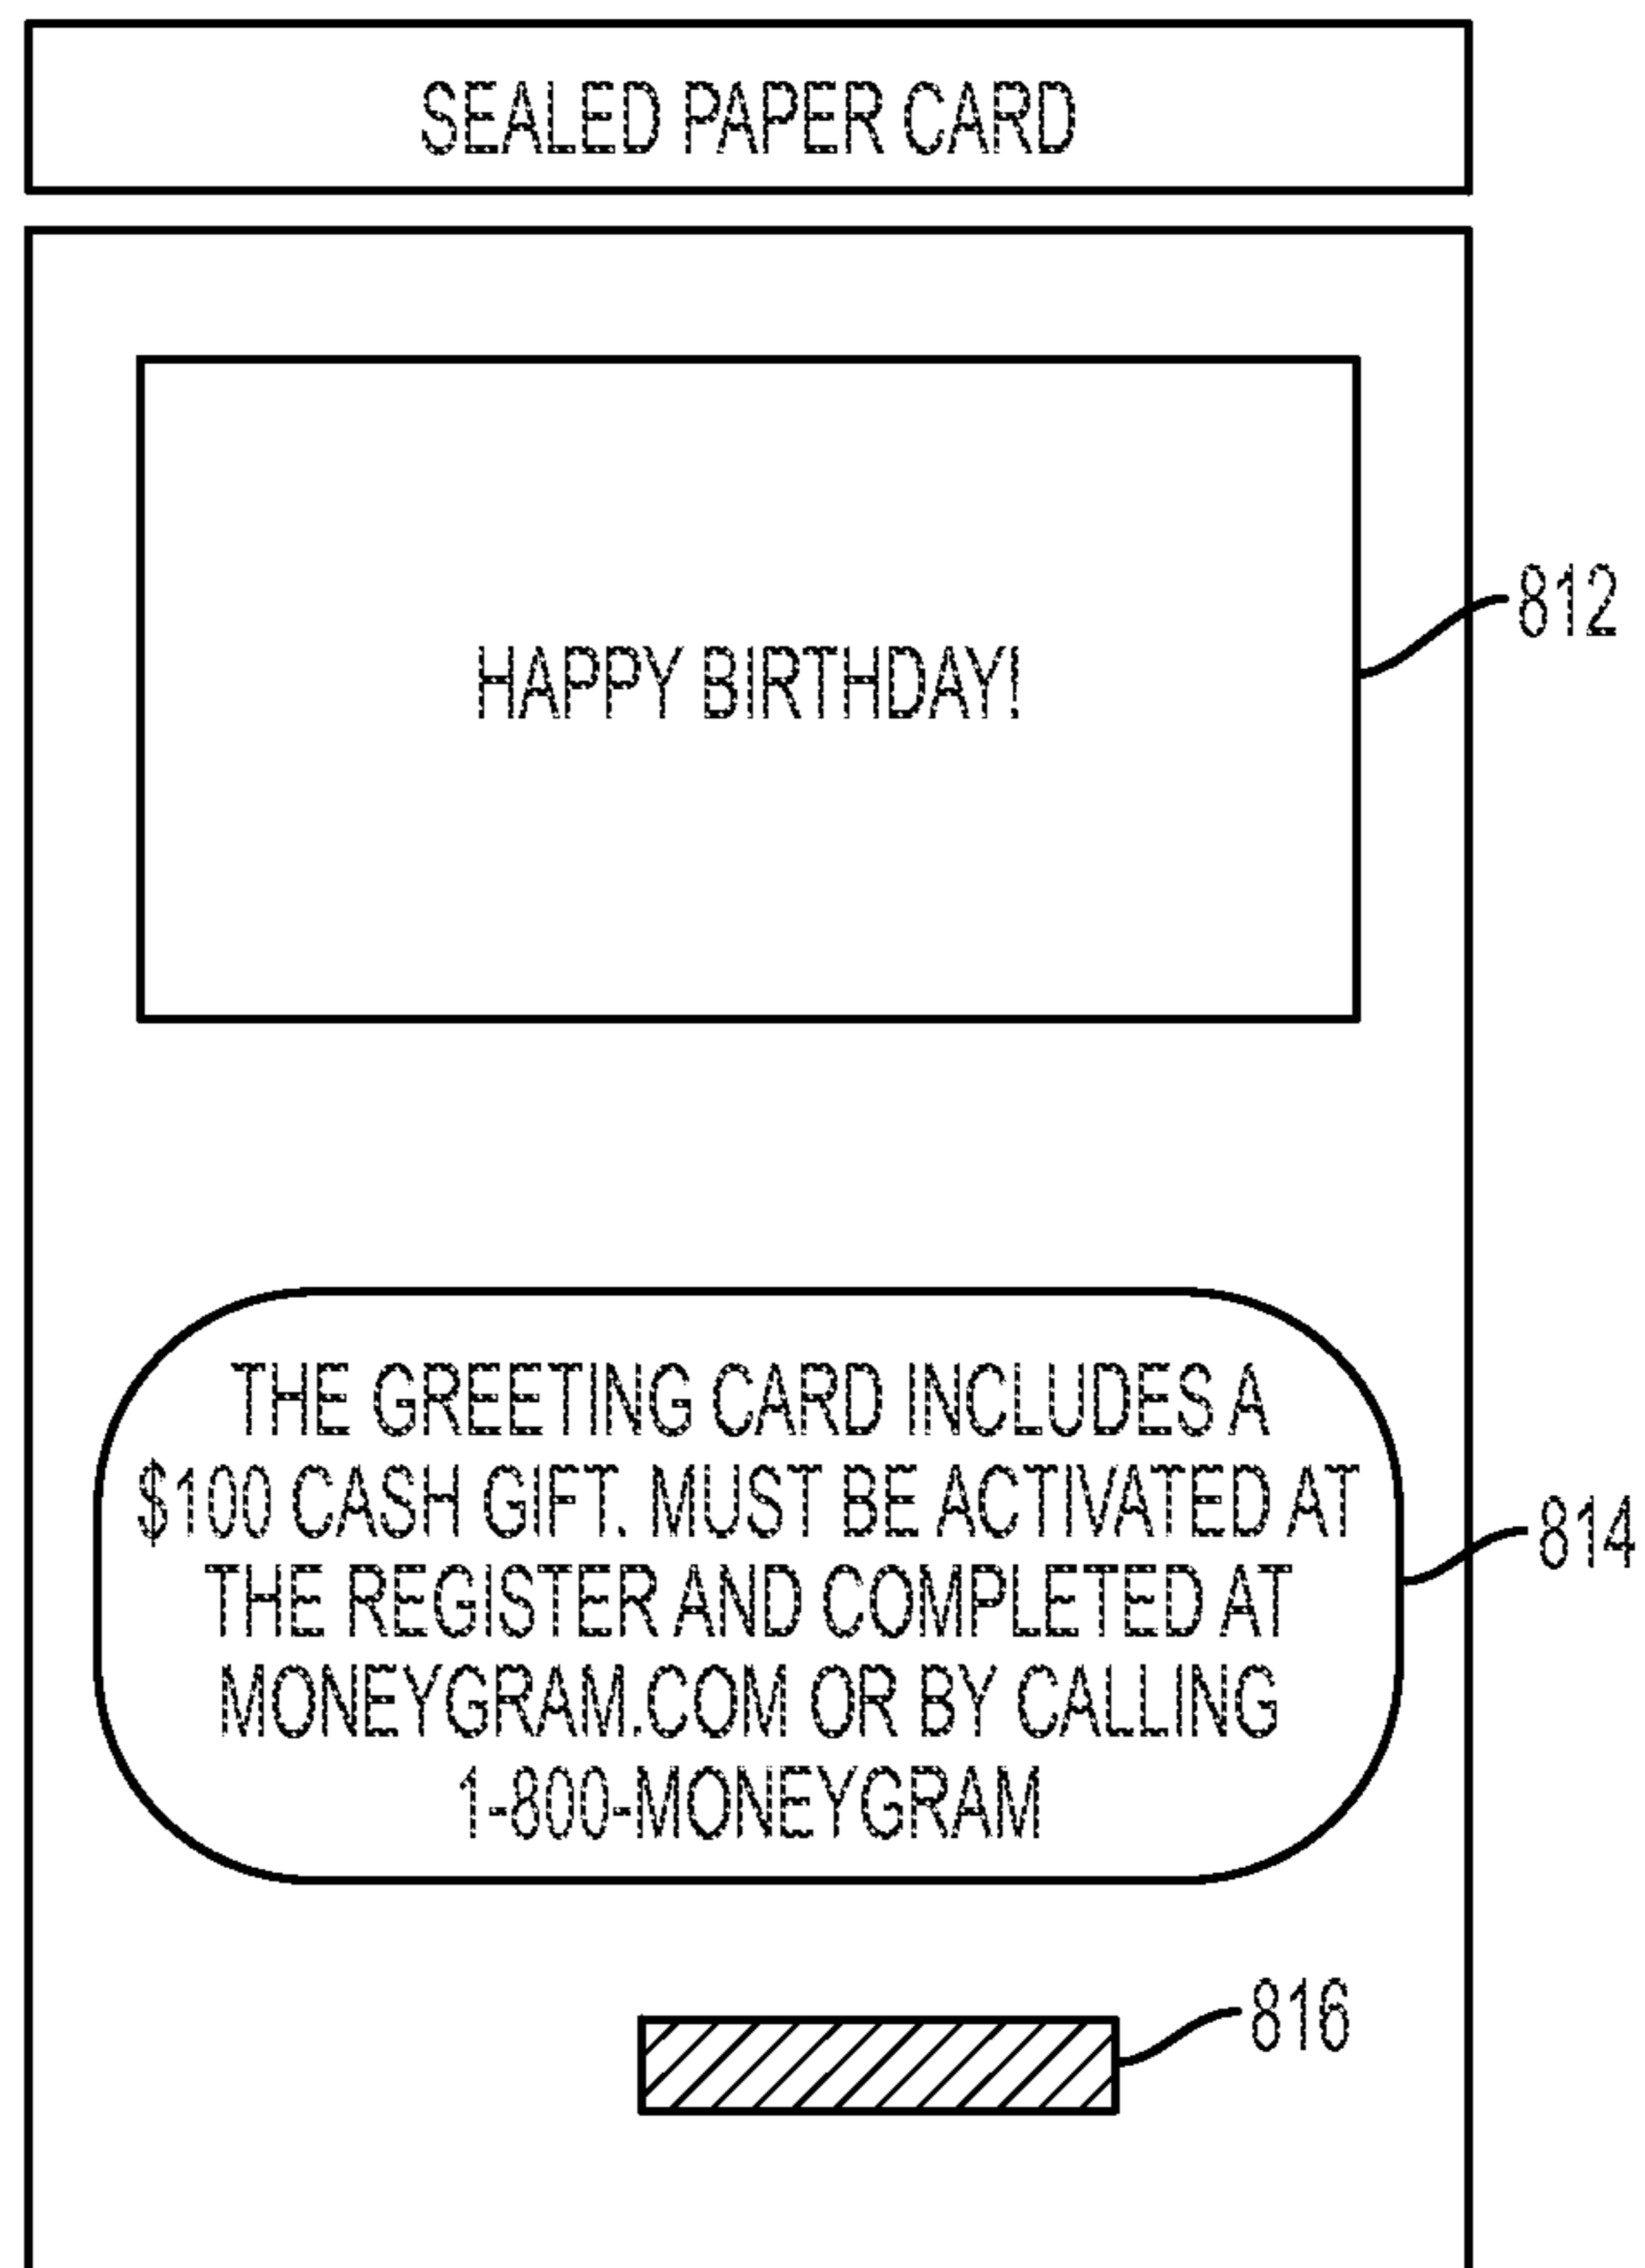 SEALED PAPER CARD
HAPPY BIRTHDAY!
812
THE GREETING CARD INCLUDES A
$100 CASH GIFT. MUST BE ACTIVATED AT
THE REGISTER AND COMPLETED AT
MONEYGRAM.COM OR BY CALLING
1-800-MONEYGRAM
814
816